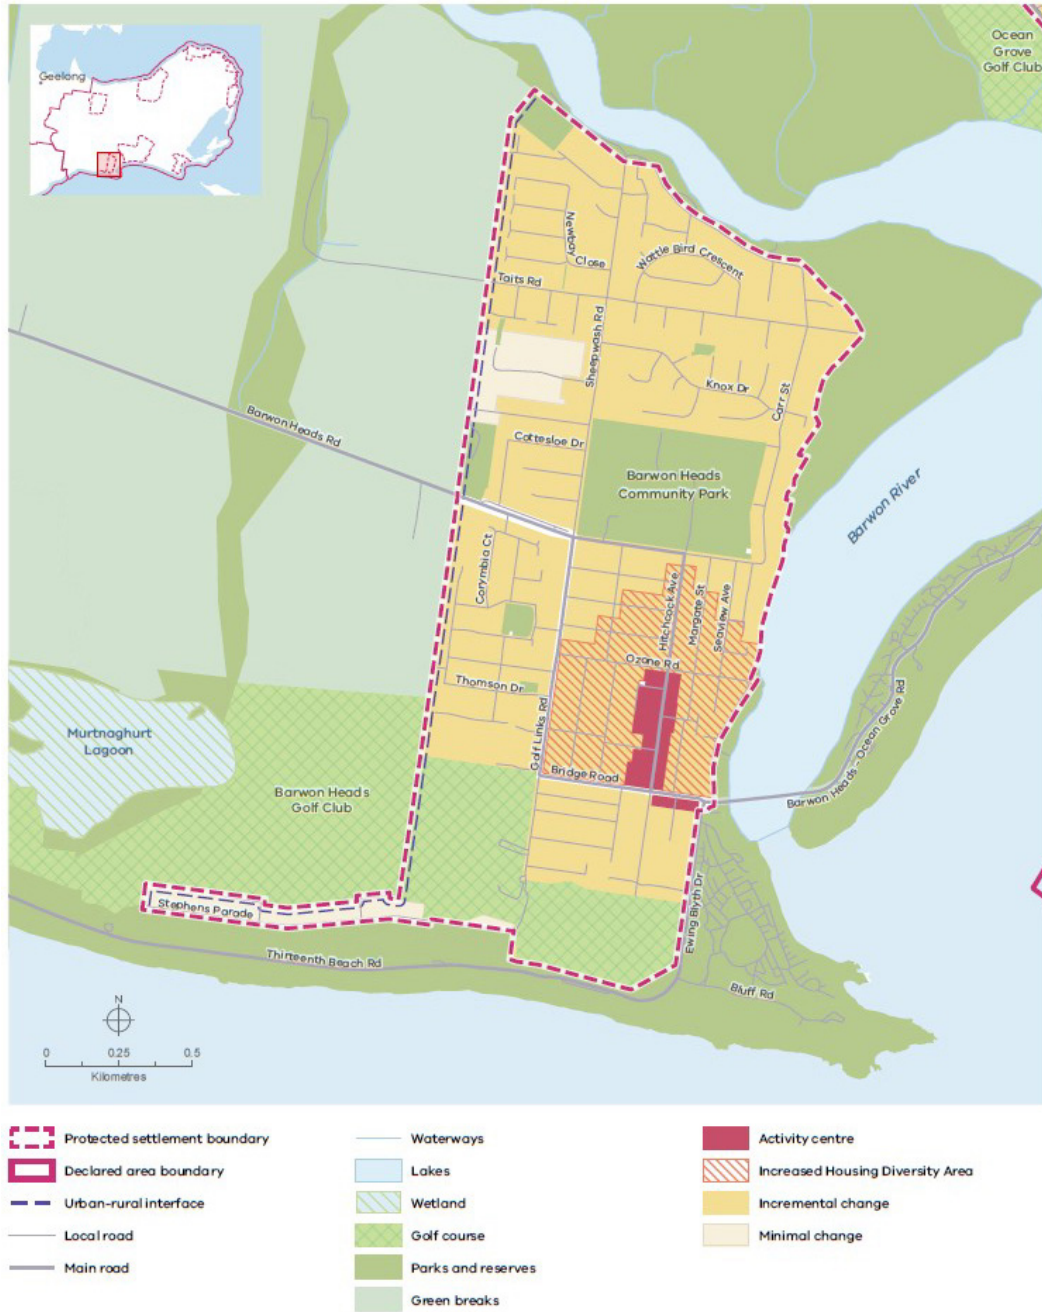 Geelong
Ocean
Grove
Golf Club
Newbay
Close
Wattle Bird Crescent
Taits Rd
Sheepwash Rd
Knox Dr
Carr St
Barwon Heads Rd
Cottesloe Dr
Barwon Heads
Community Park
Barwon River
Corymbia Ct
Hitchcock Ave
Margate St
Seaview Ave
Ozone Rd
Thomson Dr
Golf Links Rd
Murtnaghurt
Lagoon
Bridge Road
Barwon Heads - Ocean Grove Rd
Barwon Heads
Golf Club
Stephens Parade
Ewing Blyth Dr
Thirteenth Beach Rd
Bluff Rd
N
0 0.25 0.5
Kilometres
Protected settlement boundary
Declared area boundary
Urban-rural interface
Local road
Main road
Waterways
Lakes
Wetland
Golf course
Parks and reserves
Green breaks
Activity centre
Increased Housing Diversity Area
Incremental change
Minimal change